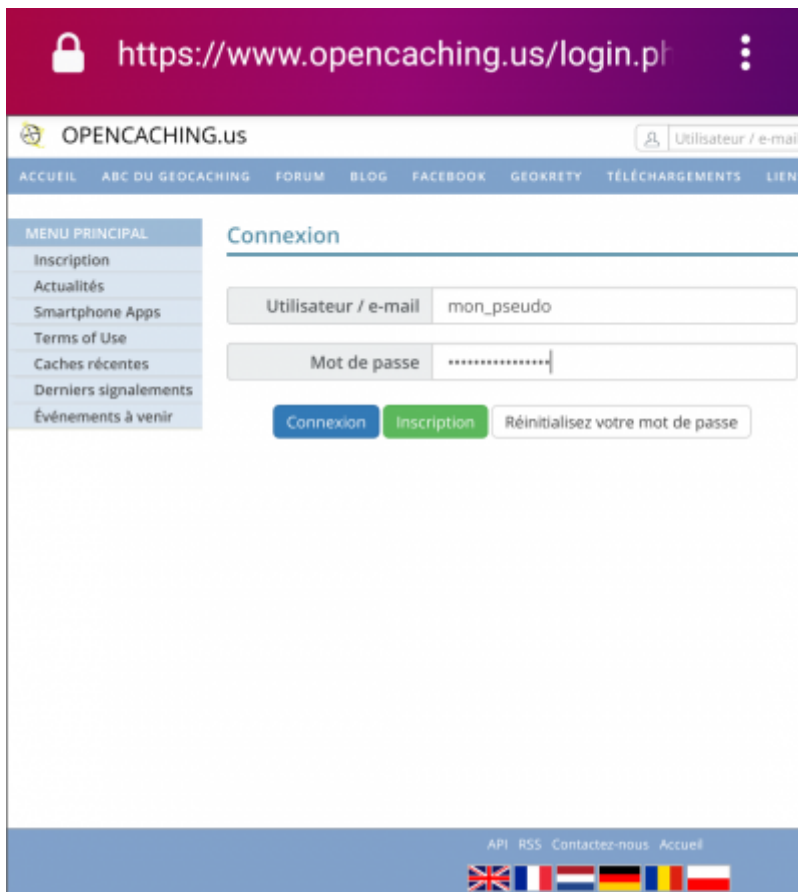 https://www.opencaching.us/login.ph
OPENCACHING.us
Utilisateur / e-mail
ACCUEIL ABC DU GEOCACHING FORUM BLOG FACEBOOK GEOKRETY TÉLÉCHARGEMENTS LIEN
MENU PRINCIPAL
Inscription
Actualités
Smartphone Apps
Terms of Use
Caches récentes
Derniers signalements
Événements à venir
Connexion
Utilisateur / e-mail mon_pseudo
Mot de passe ••••••••••••••••
Connexion Inscription Réinitialisez votre mot de passe
API RSS Contactez-nous Accueil